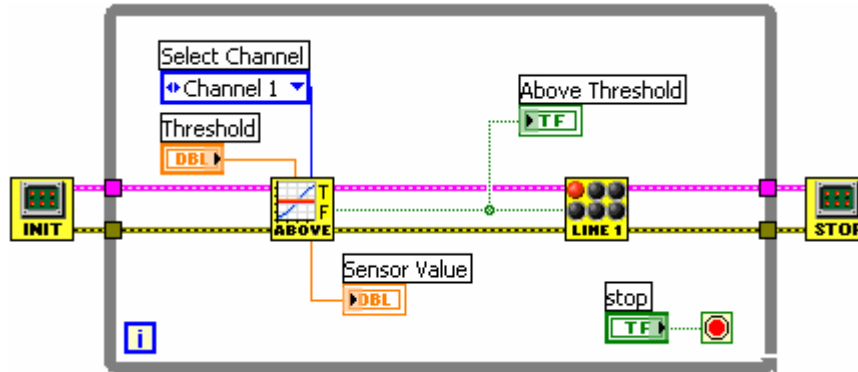 Select Channel
Channel 1
Threshold
DBL
Above Threshold
TF
INIT
T
F
ABOVE
LINE 1
STOP
Sensor Value
DBL
stop
TF
i